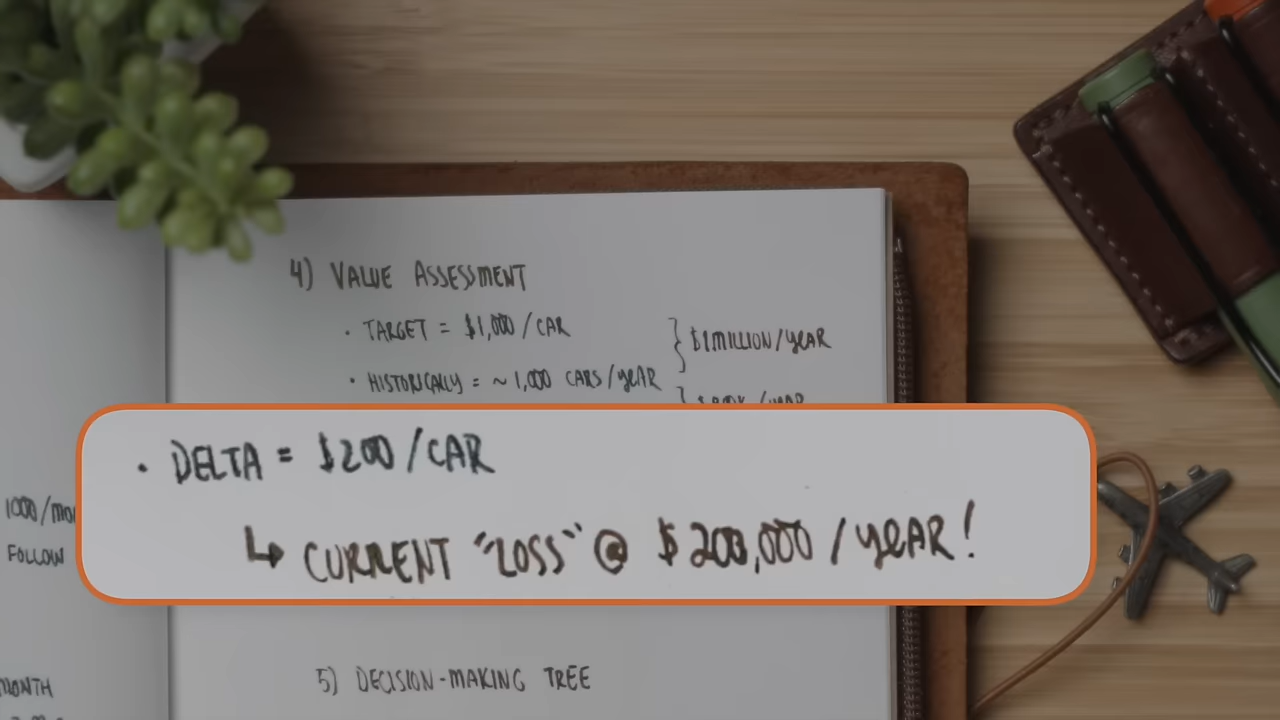 4) VALUE ASSESSMENT
• TARGET = $1,000 / CAR
$1MILLION/YEAR
• HISTORICALLY = ~ 1,000 CARS/YEAR
/YEAR
• DELTA = $200/CAR
↳ CURRENT "LOSS" @ $200,000 / YEAR!
1000/mo
FOLLOW
5) DECISION-MAKING TREE
MONTH